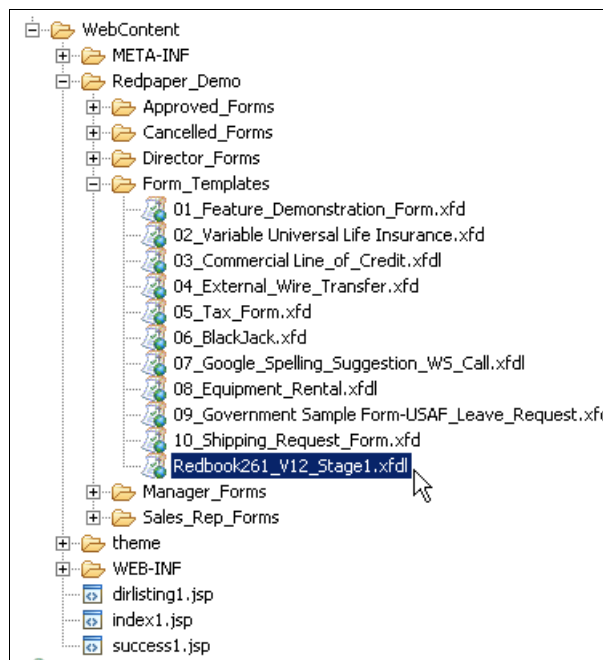 WebContent
META-INF
Redpaper_Demo
Approved_Forms
Cancelled_Forms
Director_Forms
Form_Templates
01_Feature_Demonstration_Form.xfd
02_Variable Universal Life Insurance.xfd
03_Commercial Line_of_Credit.xfdl
04_External_Wire_Transfer.xfd
05_Tax_Form.xfd
06_BlackJack.xfd
07_Google_Spelling_Suggestion_WS_Call.xfdl
08_Equipment_Rental.xfdl
09_Government Sample Form-USAF_Leave_Request.xfd
10_Shipping_Request_Form.xfd
Redbook261_V12_Stage1.xfdl
Manager_Forms
Sales_Rep_Forms
theme
WEB-INF
dirlisting1.jsp
index1.jsp
success1.jsp